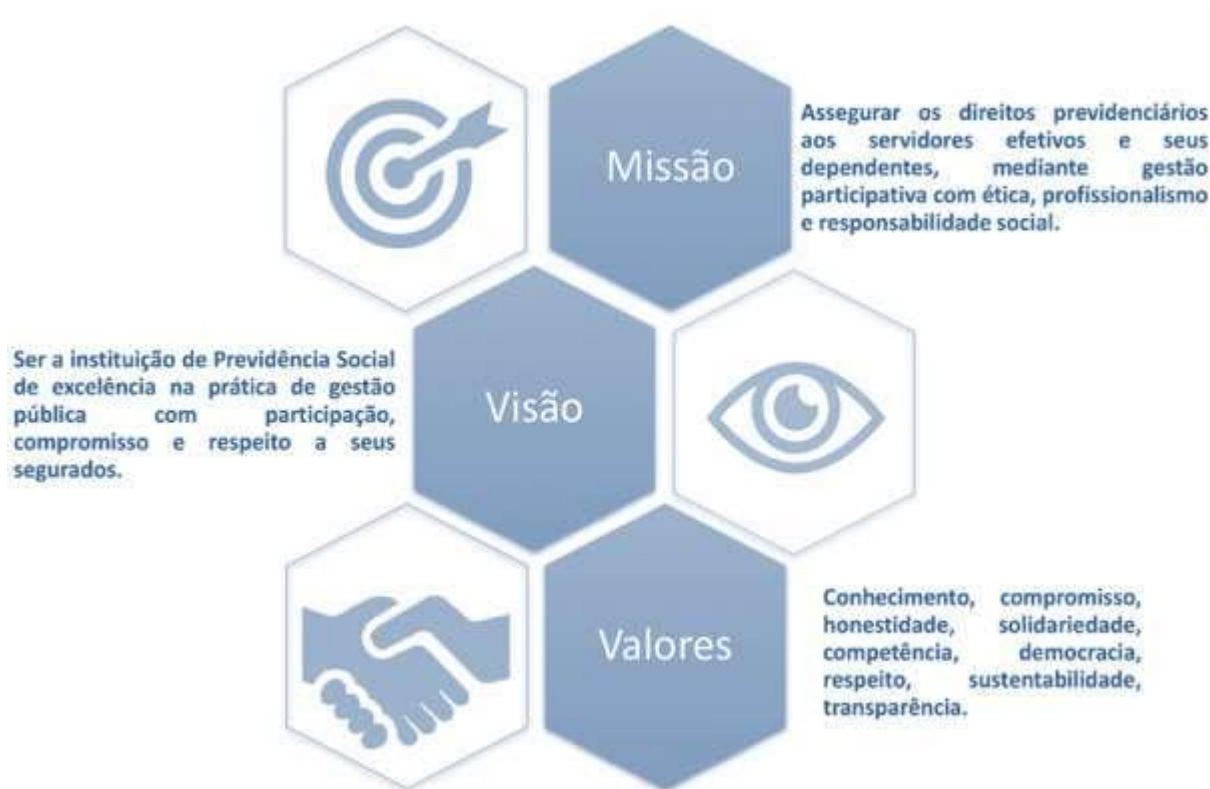 Missão
Assegurar os direitos previdenciários
aos servidores efetivos e seus
dependentes, mediante gestão
participativa com ética, profissionalismo
e responsabilidade social.
Ser a instituição de Previdência Social
de excelência na prática de gestão
pública com participação,
compromisso e respeito a seus
segurados.
Visão
Valores
Conhecimento, compromisso,
honestidade, solidariedade,
competência, democracia,
respeito, sustentabilidade,
transparência.